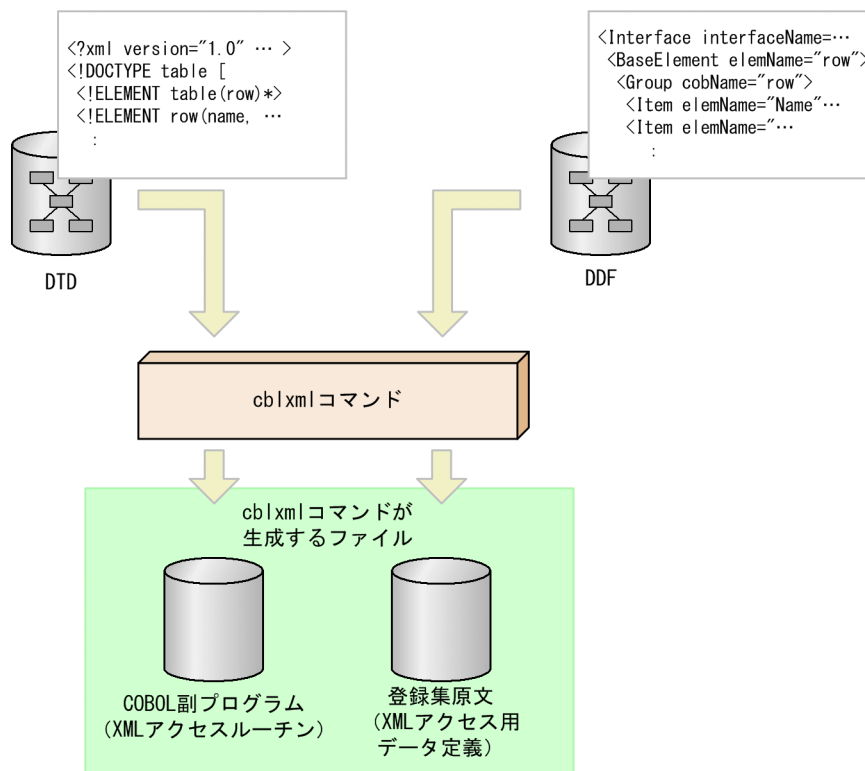 <?xml version="1.0" … >
<!DOCTYPE table [
<!ELEMENT table(row)*>
<!ELEMENT row(name, …
:
<Interface interfaceName=…
<BaseElement elemName="row">
<Group cobName="row">
<Item elemName="Name"…
<Item elemName="…
:
DTD
DDF
cblxmlコマンド
cblxmlコマンドが
生成するファイル
COBOL副プログラム
（XMLアクセスルーチン）
登録集原文
（XMLアクセス用
データ定義）